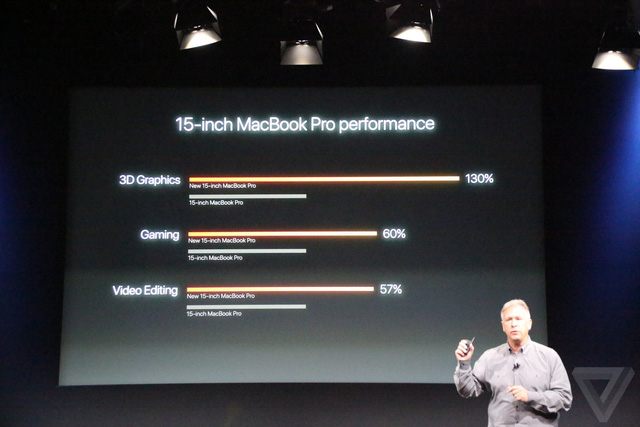 15-inch MacBook Pro performance
3D Graphics
130%
New 15-inch MacBook Pro
15-inch MacBook Pro
Gaming
60%
New 15-inch MacBook Pro
15-inch MacBook Pro
Video Editing
57%
New 15-inch MacBook Pro
15-inch MacBook Pro